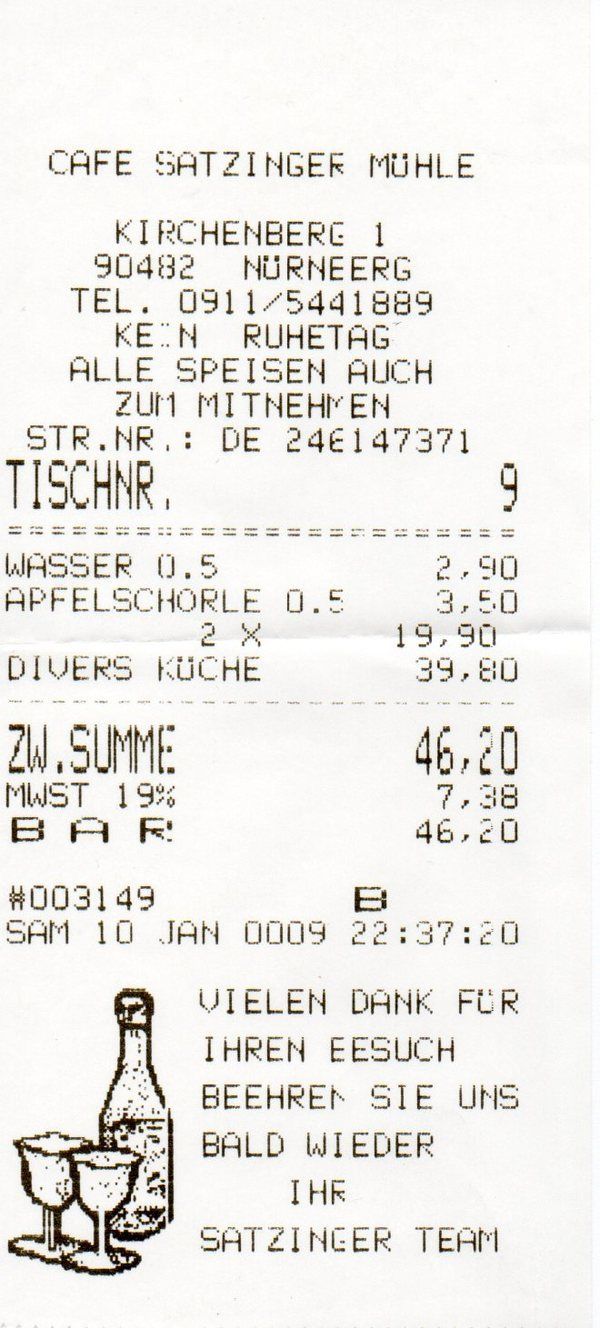 CAFE SATZINGER MÜHLE
KIRCHENBERG 1
90482 NÜRNBERG
TEL. 0911/5441889
KEIN RUHETAG
ALLE SPEISEN AUCH
ZUM MITNEHMEN
STR.NR.: DE 246147371
TISCHNR. 9
WASSER 0.5 2,90
APFELSCHORLE 0.5 3,50
2 X 19,90
DIVERS KÜCHE 39,80
ZW.SUMME 46,20
MWST 19% 7,38
BAR 46,20
#003149 B
SAM 10 JAN 0009 22:37:20
VIELEN DANK FÜR
IHREN BESUCH
BEEHREN SIE UNS
BALD WIEDER
IHR
SATZINGER TEAM